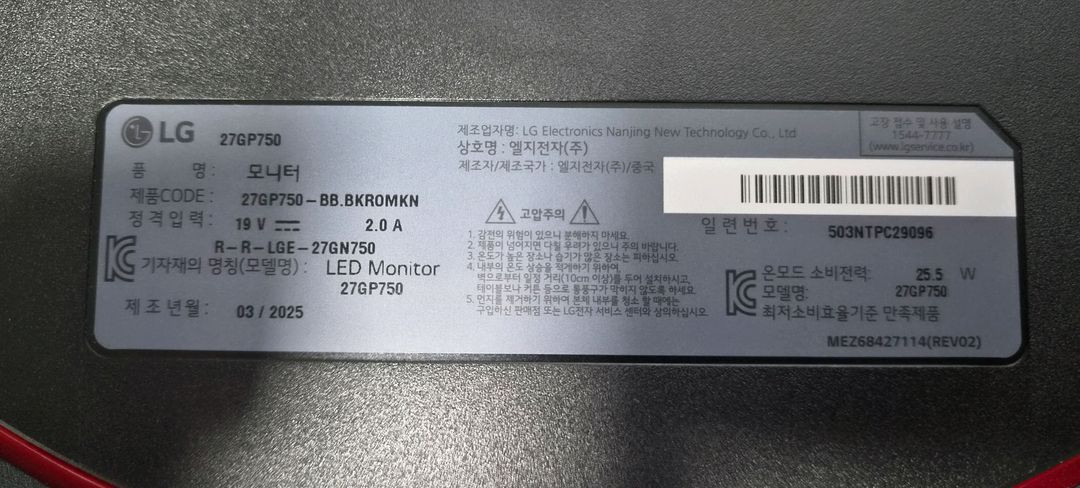 LG 27GP750
품 명 : 모니터
제품CODE : 27GP750-BB.BKROMKN
정격입력 : 19 V 2.0 A
R-R-LGE-27GN750
기자재의 명칭(모델명) : LED Monitor
27GP750
제조년월 : 03 / 2025
제조업자명: LG Electronics Nanjing New Technology Co., Ltd
상호명 : 엘지전자(주)
제조자/제조국가 : 엘지전자(주)/중국
고압주의
1. 감전의 위험이 있으니 분해하지 마세요.
2. 제품이 넘어지면 다칠 우려가 있으니 주의 바랍니다.
3. 온도가 높은 장소나 습기가 많은 장소는 피하십시오.
4. 내부의 온도 상승을 적게하기 위하여,
벽으로부터 일정 거리(10cm 이상)를 두어 설치하시고,
테이블보나 커튼 등으로 통풍구가 막히지 않도록 하세요.
5. 먼지를 제거하기 위하여 본체 내부를 청소 할 때에는
구입하신 판매점 또는 LG전자 서비스 센터와 상의하십시오.
고장 접수 및 사용 설명
1544-7777
(www.lgservice.co.kr)
일련번호 : 503NTPC29096
온모드 소비전력: 25.5 W
모델명: 27GP750
최저소비효율기준 만족제품
MEZ68427114(REV02)